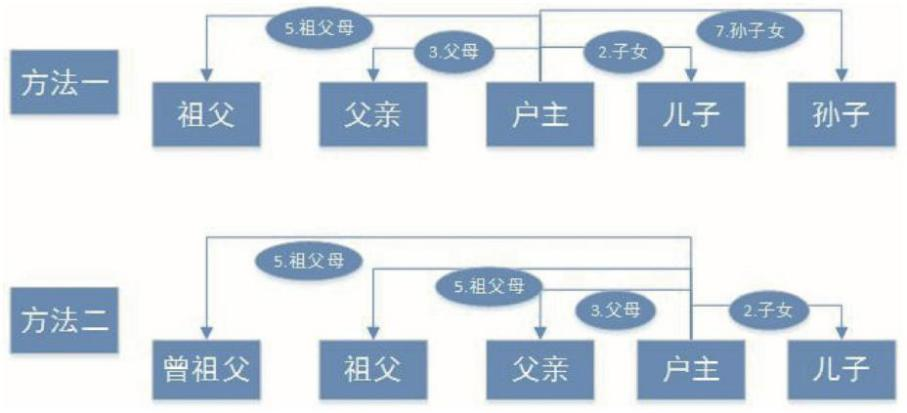 5.祖父母
7.孙子女
3.父母
2.子女
方法一
祖父
父亲
户主
儿子
孙子
5.祖父母
5.祖父母
3.父母
2.子女
方法二
曾祖父
祖父
父亲
户主
儿子